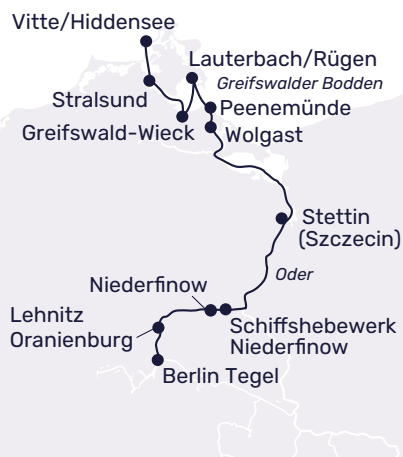 Vitte/Hiddensee
Lauterbach/Rügen
Greifswalder Bodden
Stralsund
Peenemünde
Greifswald-Wieck
Wolgast
Stettin
(Szczecin)
Oder
Niederfinow
Lehnitz
Oranienburg
Schiffshebewerk
Niederfinow
Berlin Tegel